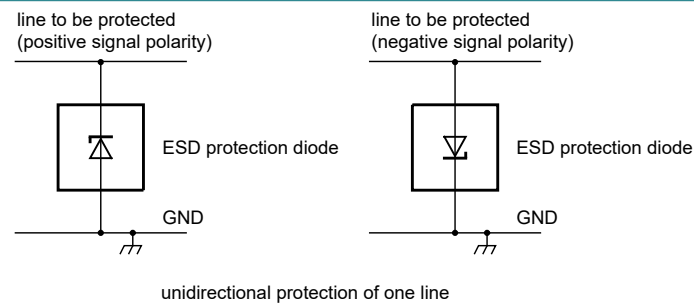 line to be protected
(positive signal polarity)
line to be protected
(negative signal polarity)
ESD protection diode
ESD protection diode
GND
GND
unidirectional protection of one line